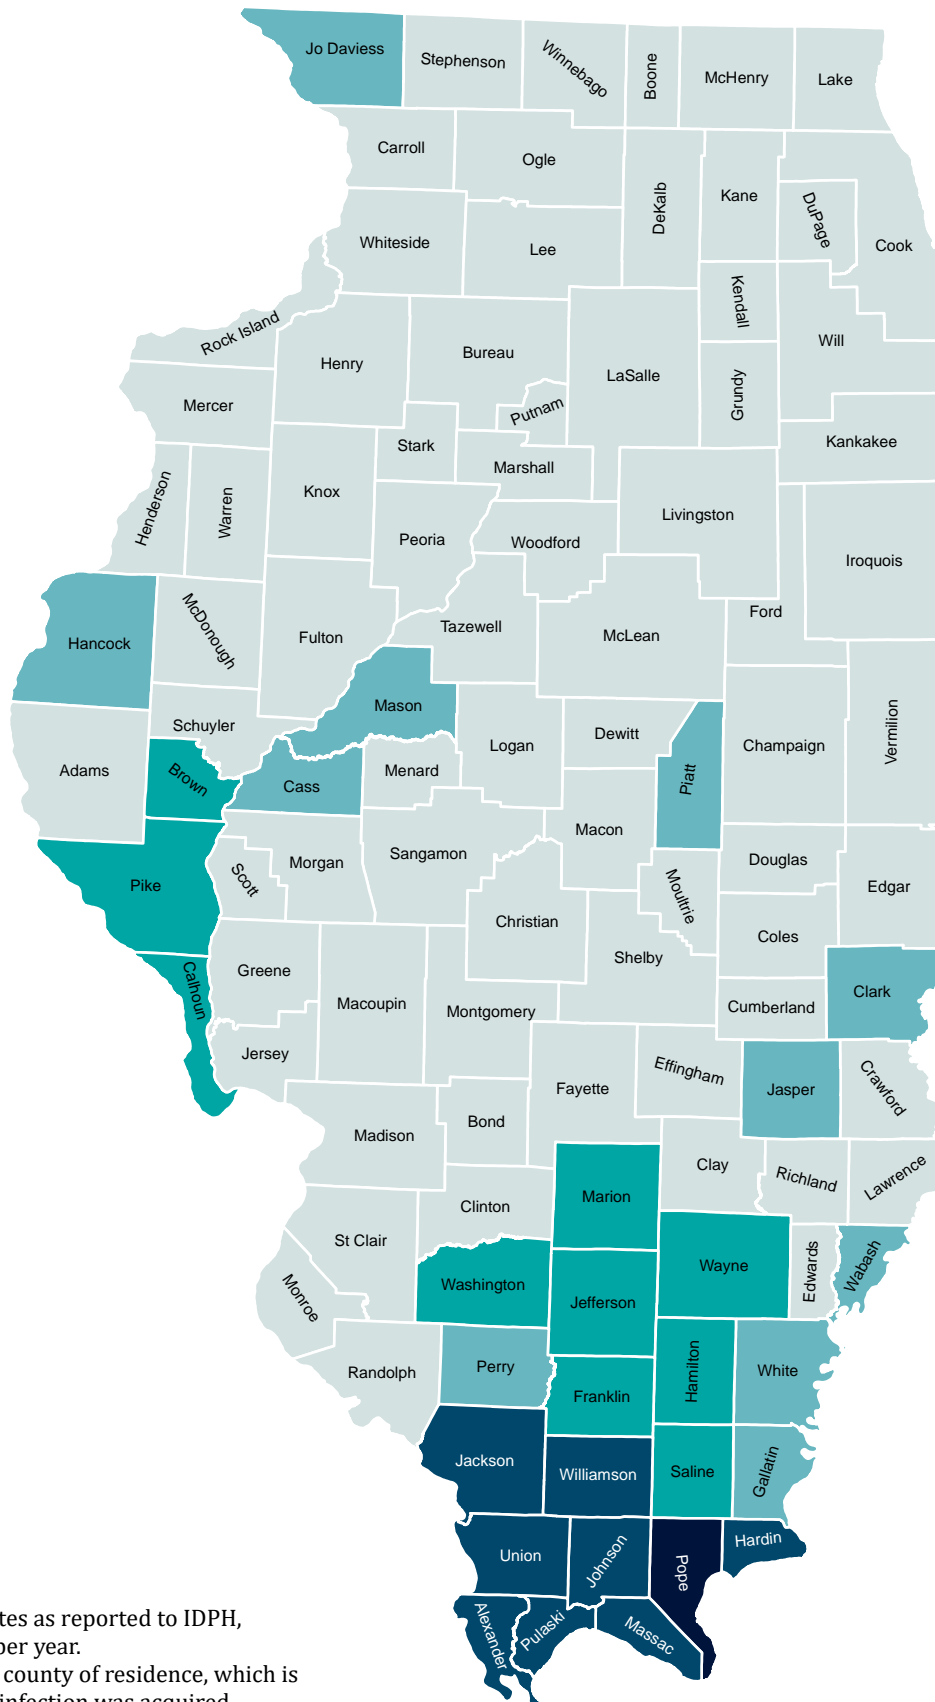 Jo Daviess
Stephenson
Winnebago
Boone
McHenry
Lake
Carroll
Ogle
DeKalb
Kane
DuPage
Cook
Whiteside
Lee
Kendall
Rock Island
Henry
Bureau
LaSalle
Will
Mercer
Putnam
Grundy
Stark
Marshall
Kankakee
Henderson
Warren
Knox
Livingston
Peoria
Woodford
Iroquois
Hancock
McDonough
Fulton
Tazewell
McLean
Ford
Mason
Schuyler
Logan
Dewitt
Champaign
Vermilion
Adams
Brown
Cass
Menard
Piatt
Macon
Pike
Scott
Morgan
Sangamon
Moultrie
Douglas
Edgar
Christian
Coles
Calhoun
Greene
Shelby
Clark
Macoupin
Montgomery
Cumberland
Jersey
Fayette
Effingham
Jasper
Crawford
Madison
Bond
Clay
Richland
Lawrence
Clinton
Marion
St Clair
Wayne
Edwards
Wabash
Monroe
Washington
Jefferson
Randolph
Perry
Franklin
Hamilton
White
Jackson
Williamson
Saline
Gallatin
Union
Johnson
Pope
Hardin
Alexander
Pulaski
Massac
tes as reported to IDPH,
per year.
county of residence, which is
infection was acquired